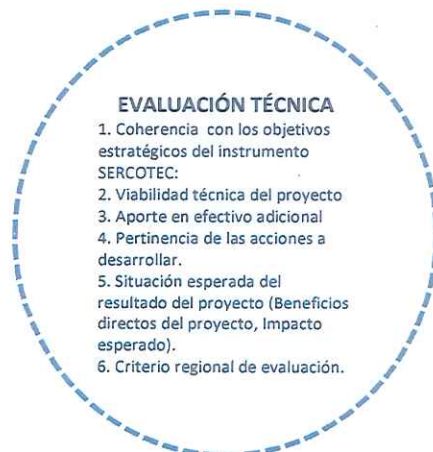 EVALUACIÓN TÉCNICA
1. Coherencia con los objetivos
estratégicos del instrumento
SERCOTEC:
2. Viabilidad técnica del proyecto
3. Aporte en efectivo adicional
4. Pertinencia de las acciones a
desarrollar.
5. Situación esperada del
resultado del proyecto (Beneficios
directos del proyecto, Impacto
esperado).
6. Criterio regional de evaluación.